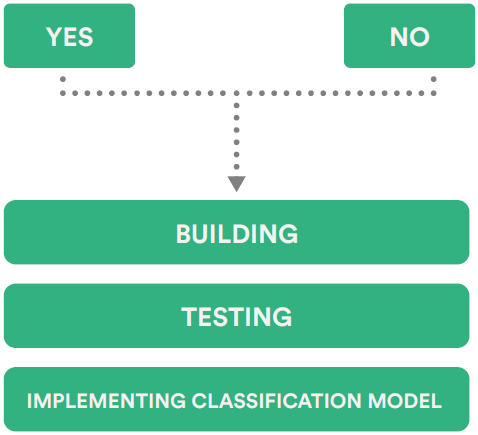 YES
NO
BUILDING
TESTING
IMPLEMENTING CLASSIFICATION MODEL